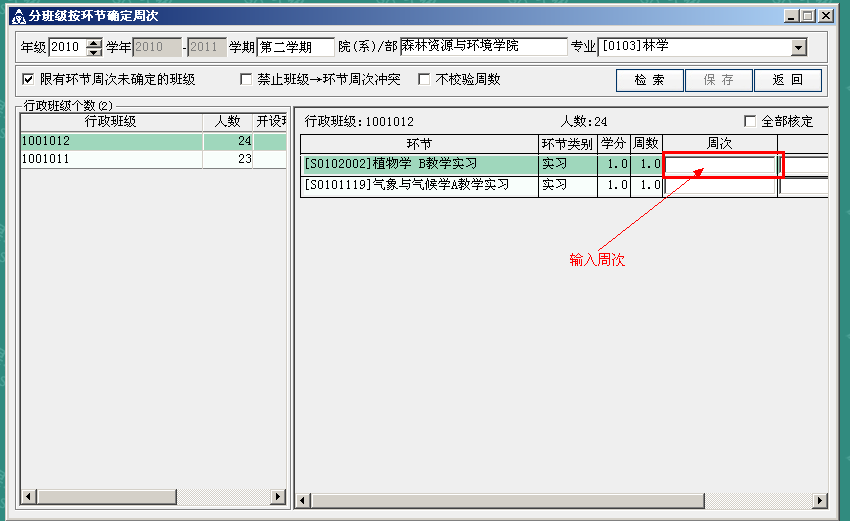 分班级按环节确定周次
年级 2010 学年 2010 - 2011 学期 第二学期 院(系)/部 森林资源与环境学院 专业 [0103]林学
限有环节周次未确定的班级 禁止班级→环节周次冲突 不校验周数 检 索 保 存 返 回
行政班级个数(2)
行政班级 人数 开设环
1001012 24
1001011 23
行政班级:1001012 人数:24 全部核定
环节 环节类别 学分 周数 周次
[S0102002]植物学 B教学实习 实习 1.0 1.0
[S0101119]气象与气候学A教学实习 实习 1.0 1.0
输入周次